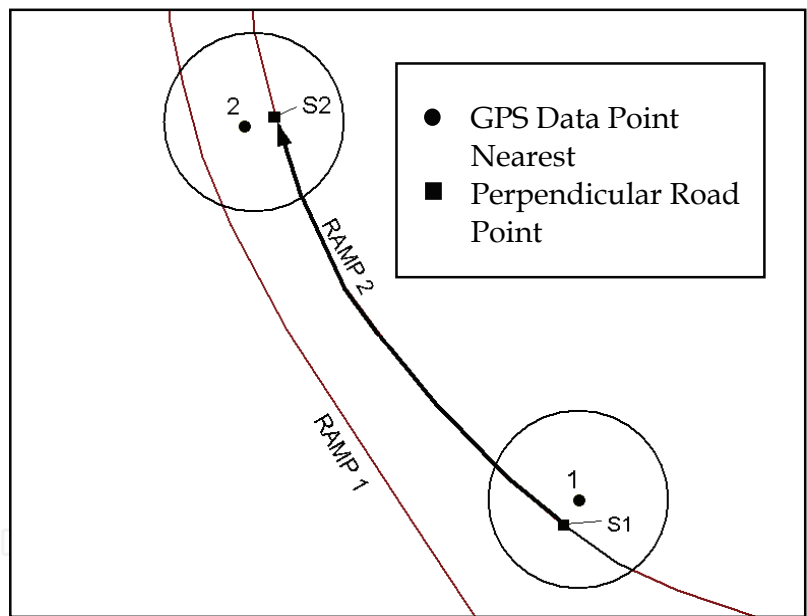 2
S2
GPS Data Point
Nearest
Perpendicular Road
Point
RAMP 2
RAMP 1
1
S1